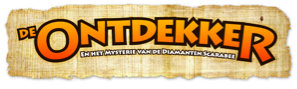 DE ONTDEKKER
EN HET MYSTERIE VAN DE DIAMANTEN SCARABEE